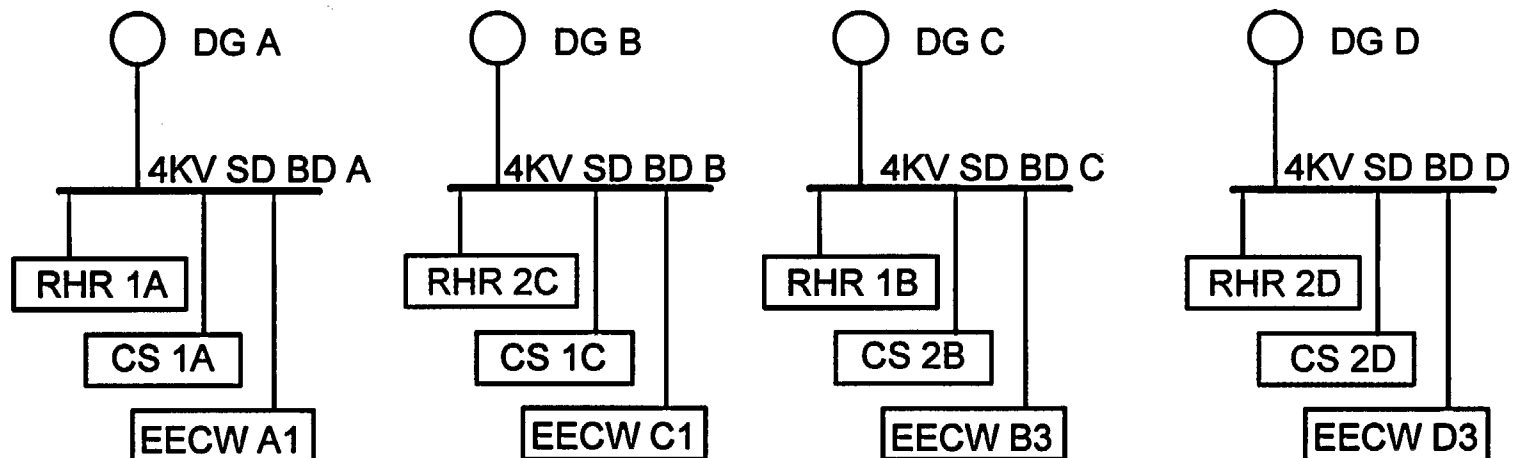 DG A
DG B
DG C
DG D
4KV SD BD A
4KV SD BD B
4KV SD BD C
4KV SD BD D
RHR 1A
RHR 2C
RHR 1B
RHR 2D
CS 1A
CS 1C
CS 2B
CS 2D
EECW A1
EECW C1
EECW B3
EECW D3